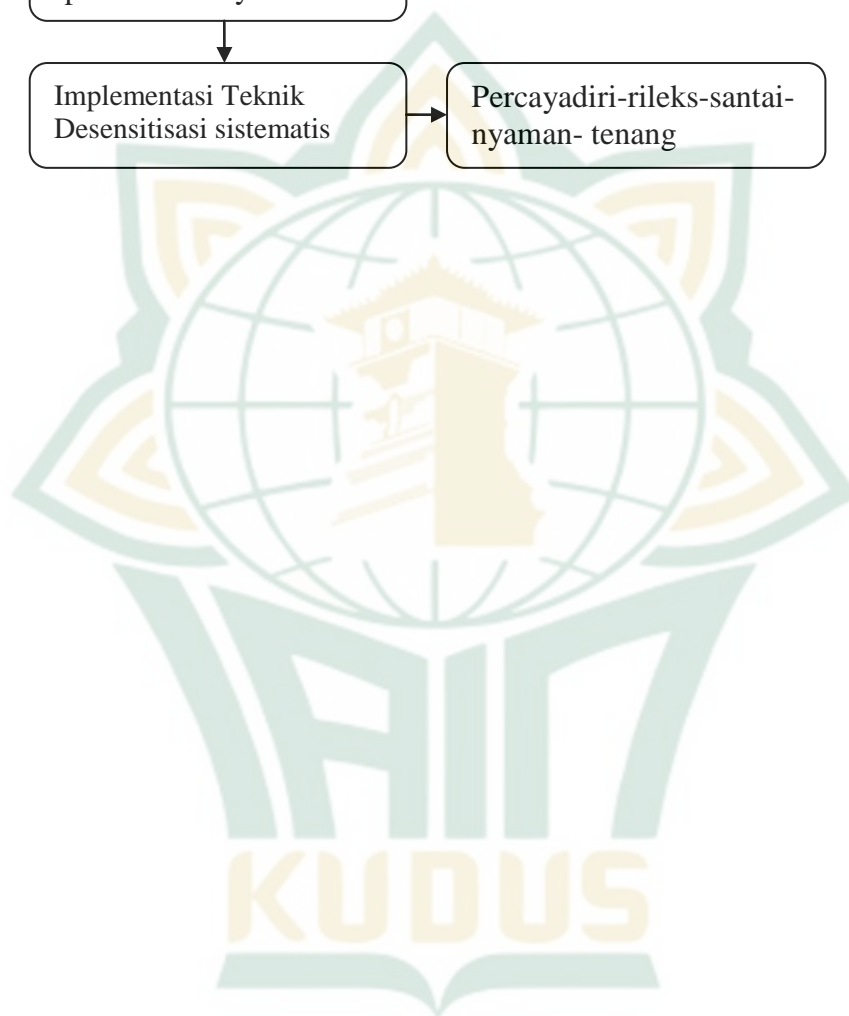 Implementasi Teknik
Desensitisasi sistematis
Percayadiri-rileks-santai-
nyaman- tenang
IAIN
KUDUS